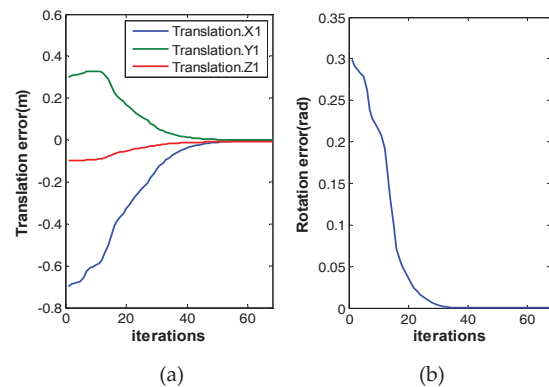 0.6
0.4
0.2
0
-0.2
-0.4
-0.6
-0.8
Translation error(m)
Translation.X1
Translation.Y1
Translation.Z1
0
20
40
60
iterations
(a)
0.35
0.3
0.25
0.2
0.15
0.1
0.05
0
Rotation error(rad)
0
20
40
60
iterations
(b)